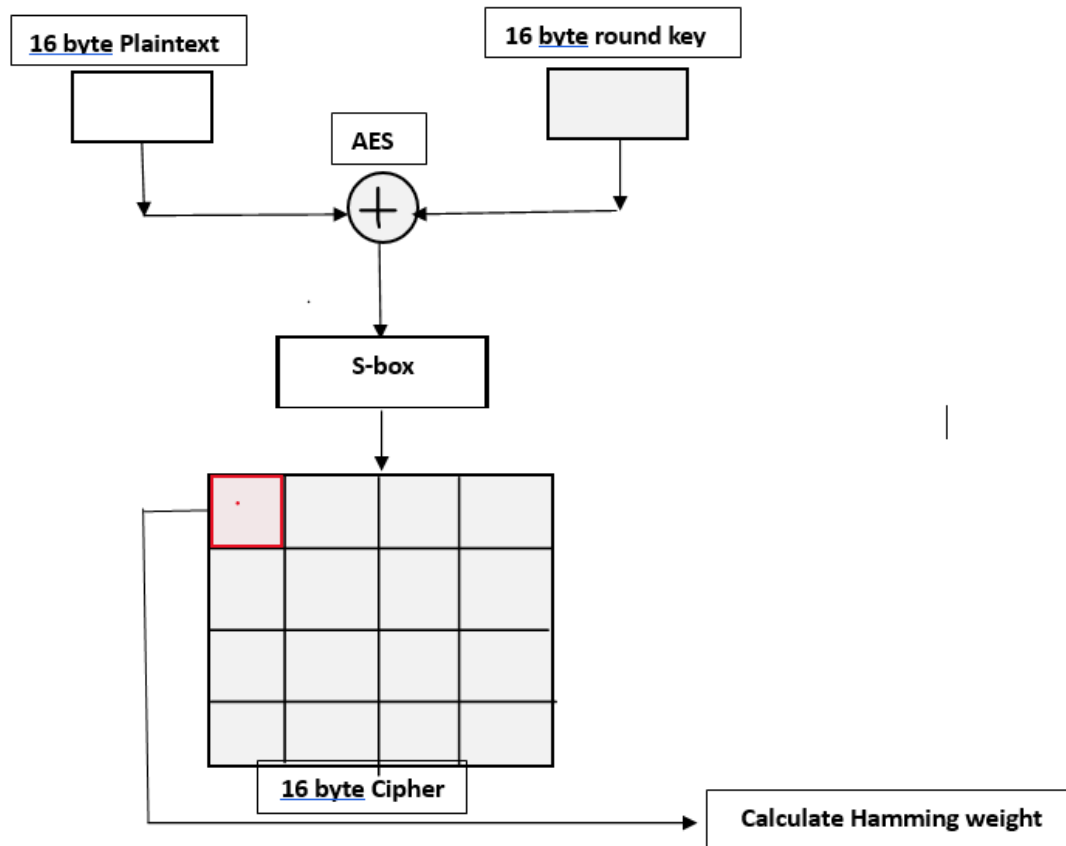 16 byte Plaintext
16 byte round key
AES
S-box
16 byte Cipher
Calculate Hamming weight